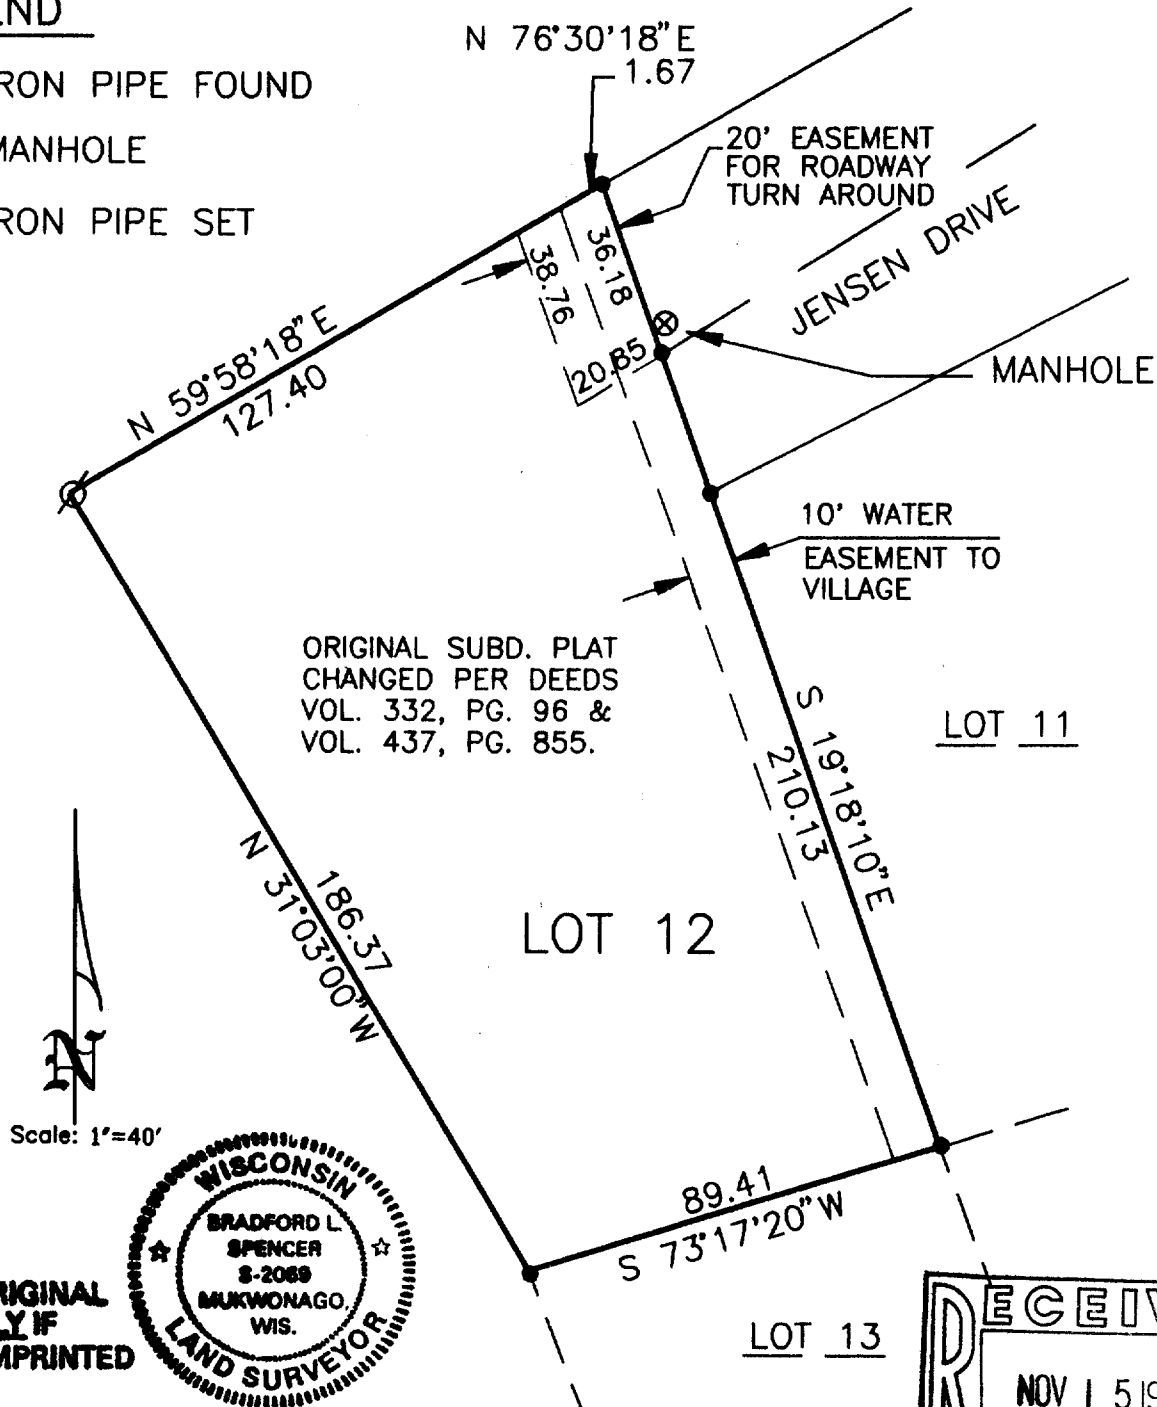 RON PIPE FOUND
MANHOLE
RON PIPE SET
N 76°30'18"E
1.67
20' EASEMENT
FOR ROADWAY
TURN AROUND
36.18
38.76
20.85
JENSEN DRIVE
MANHOLE
N 59°58'18"E
127.40
10' WATER
EASEMENT TO
VILLAGE
ORIGINAL SUBD. PLAT
CHANGED PER DEEDS
VOL. 332, PG. 96 &
VOL. 437, PG. 855.
S 19°18'10"E
210.13
LOT 11
186.37
N 31°03'00"W
LOT 12
N
Scale: 1"=40'
89.41
S 73°17'20"W
LOT 13
WISCONSIN
BRADFORD L.
SPENCER
S-2069
MUKWONAGO,
WIS.
LAND SURVEYOR
RIGINAL
LY IF
MPRINTED
RECEIV
NOV 15 19